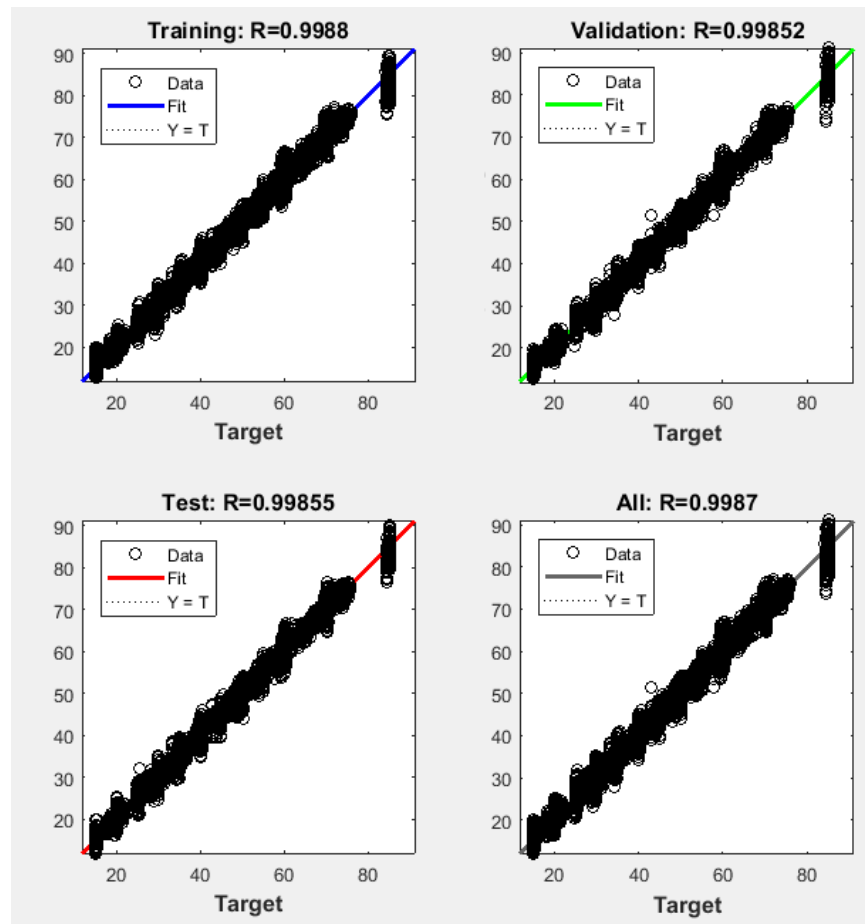 Training: R=0.9988
90
80
70
60
50
40
30
20
Data
Fit
Y = T
20 40 60 80
Target
Validation: R=0.99852
90
80
70
60
50
40
30
20
Data
Fit
Y = T
20 40 60 80
Target
Test: R=0.99855
90
80
70
60
50
40
30
20
Data
Fit
Y = T
20 40 60 80
Target
All: R=0.9987
90
80
70
60
50
40
30
20
Data
Fit
Y = T
20 40 60 80
Target